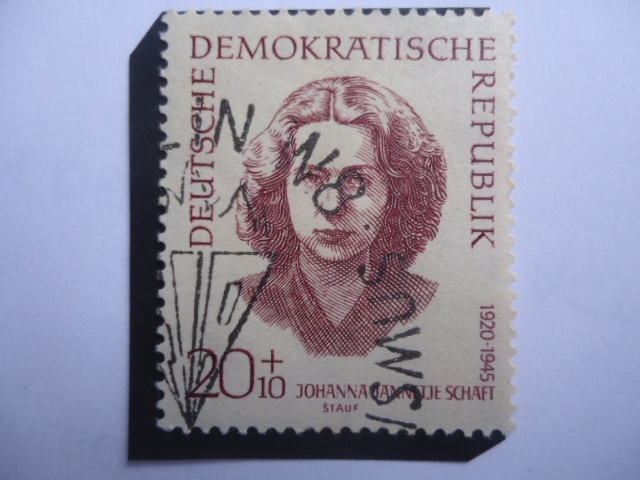 DEUTSCHE
DEMOKRATISCHE
REPUBLIK
1920-1945
20+10
JOHANNA JANNETJE SCHAFT
STAUF